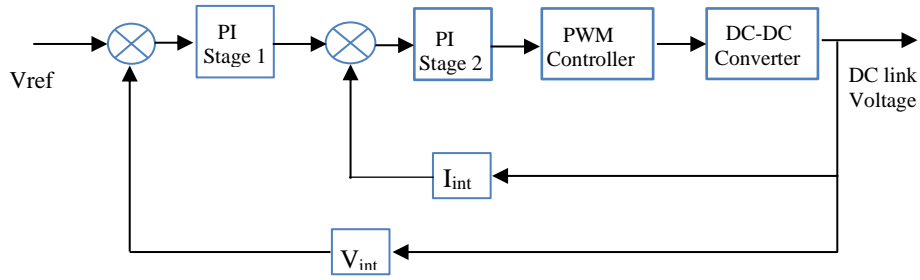 Vref
PI
Stage 1
PI
Stage 2
PWM
Controller
DC-DC
Converter
DC link
Voltage
Iint
Vint